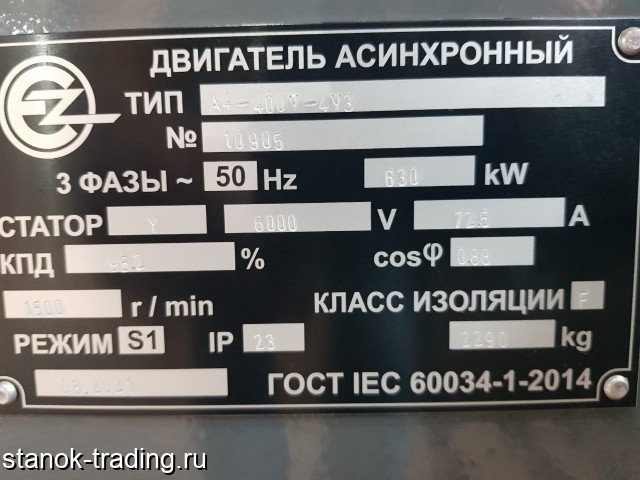 ДВИГАТЕЛЬ АСИНХРОННЫЙ
ТИП А4-400У-4У3
№ 10905
3 ФАЗЫ ~ 50 Hz 630 kW
СТАТОР Y 6000 V 72.6 A
КПД 95.2 % cosφ 0.88
1500 r / min КЛАСС ИЗОЛЯЦИИ F
РЕЖИМ S1 IP 23 2290 kg
ГОСТ IEC 60034-1-2014
stanok-trading.ru